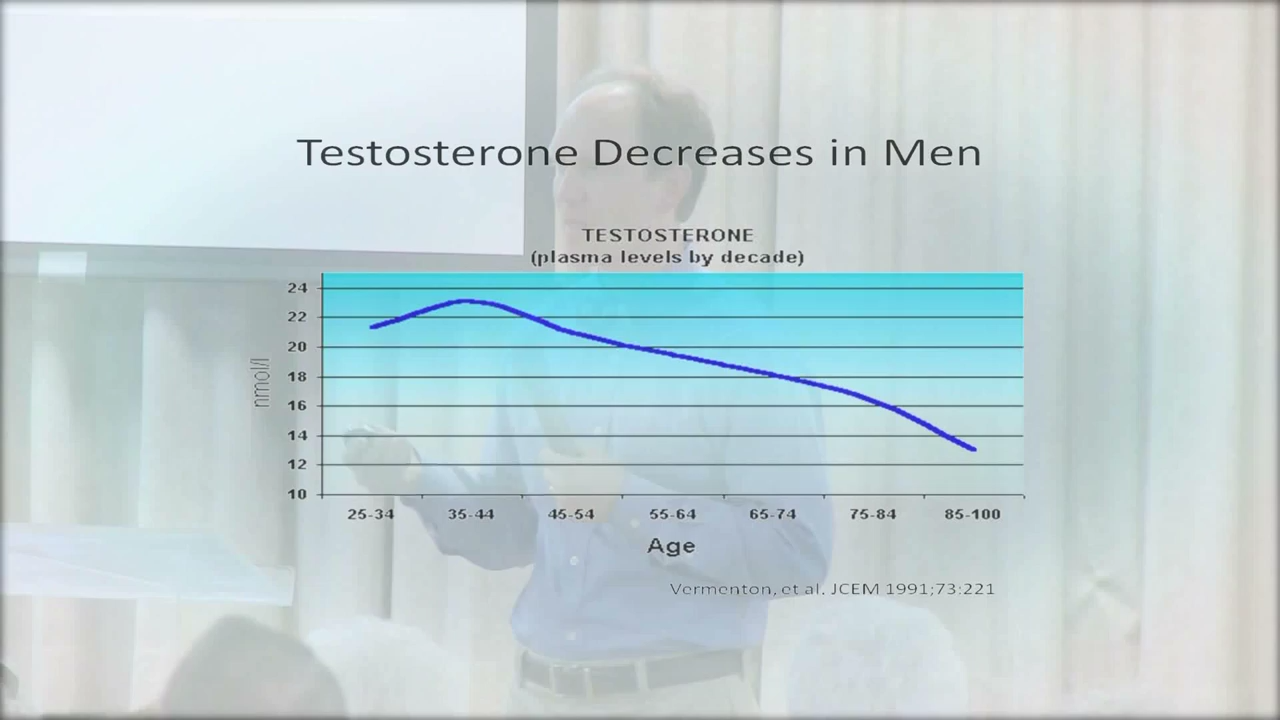 Testosterone Decreases in Men
TESTOSTERONE
(plasma levels by decade)
24
22
20
18
16
14
12
10
nmol/l
25-34 35-44 45-54 55-64 65-74 75-84 85-100
Age
Vermenton, et al. JCEM 1991;73:221